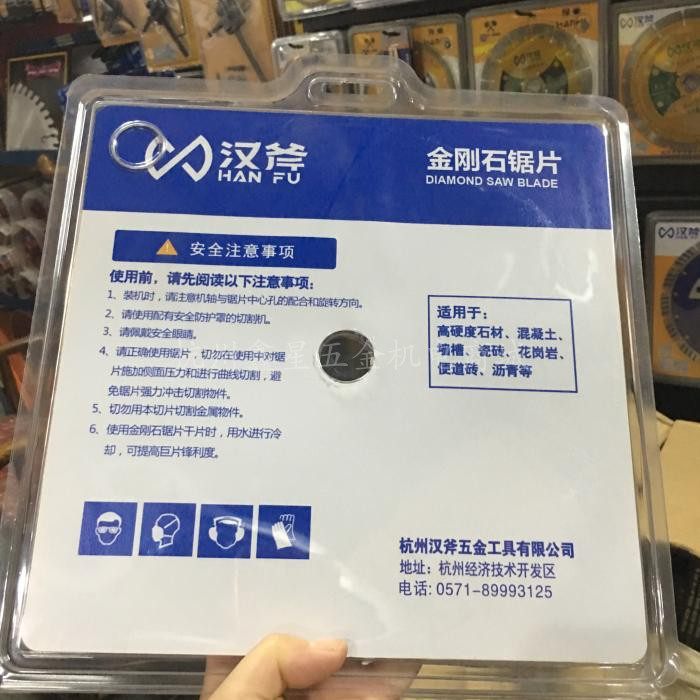 汉斧
HAN FU
金刚石锯片
DIAMOND SAW BLADE
安全注意事项
使用前，请先阅读以下注意事项：
1、装机时，请注意机轴与锯片中心孔的配合和旋转方向。
2、请使用配有安全防护罩的切割机。
3、请佩戴安全眼睛。
4、请正确使用锯片，切勿在使用中对锯
片施加侧面压力和进行曲线切割，避
免锯片强力冲击切割物件。
5、切勿用本切片切割金属物件。
6、使用金刚石锯片干片时，用水进行冷
却，可提高巨片锋利度。
适用于：
高硬度石材、混凝土、
墙槽、瓷砖、花岗岩、
便道砖、沥青等
杭州汉斧五金工具有限公司
地址：杭州经济技术开发区
电话：0571-89993125
汉斧
汉斧
汉斧